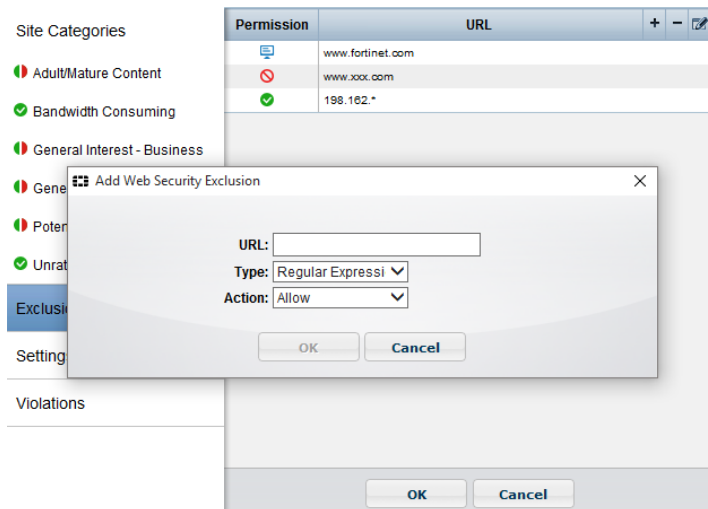 Site Categories
Adult/Mature Content
Bandwidth Consuming
General Interest - Business
Gene
Poten
Unrat
Exclusi
Setting
Violations
Permission URL + −
www.fortinet.com
www.xxx.com
198.162.*
Add Web Security Exclusion
URL:
Type: Regular Expressi
Action: Allow
OK Cancel
OK Cancel